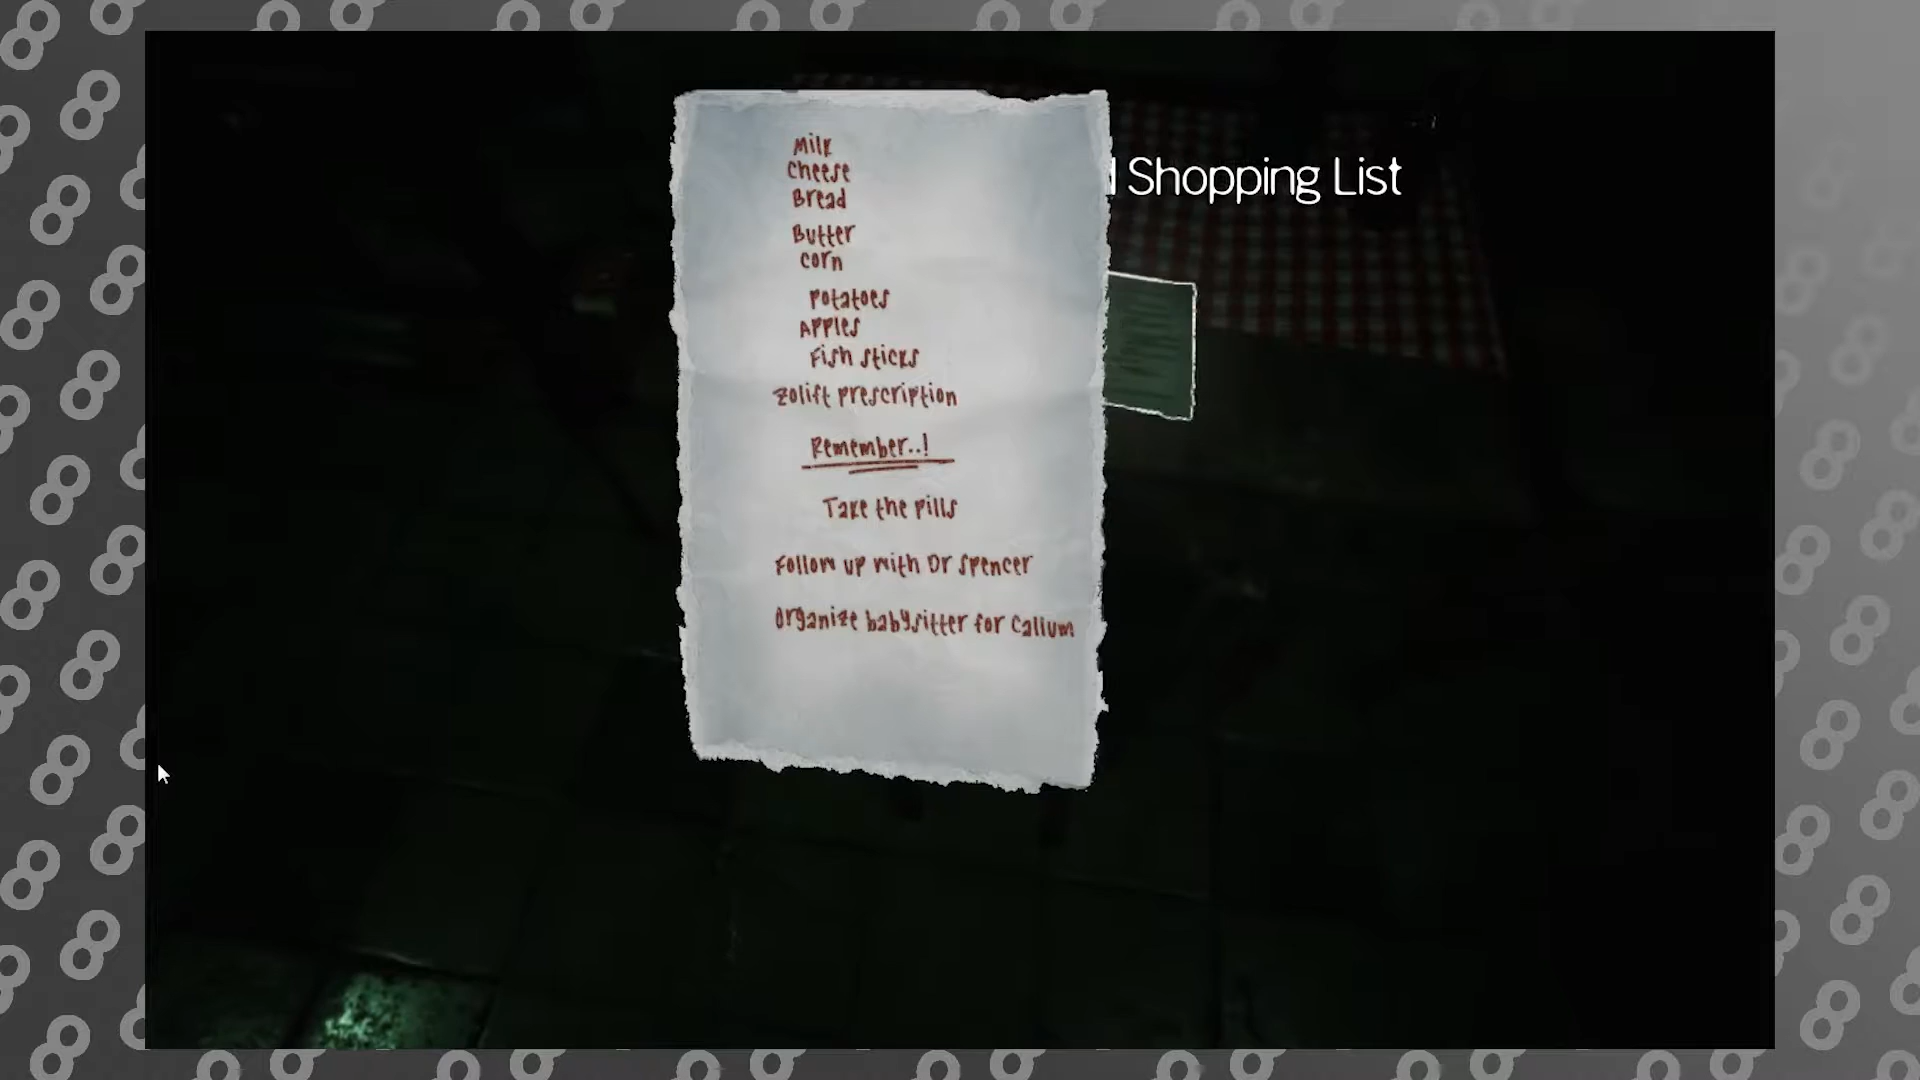 Milk
Cheese
Bread
Butter
corn
Potatoes
Apples
Fish sticks
Zolift prescription
Remember..!
Take the pills
Follow up with Dr Spencer
Organize babysitter for Callum
Shopping List